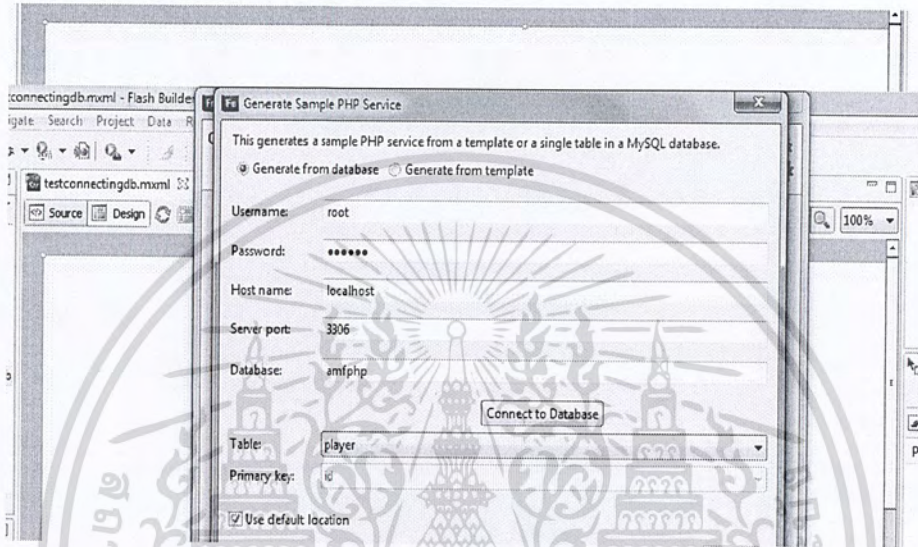 testconnectingdb.mxml - Flash Builder
Generate Sample PHP Service
Search Project Data
This generates a sample PHP service from a template or a single table in a MySQL database.
Generate from database Generate from template
testconnectingdb.mxml
Source Design
100%
Username: root
Password: ••••••
Host name: localhost
Server port: 3306
Database: amfphp
Connect to Database
Table: player
Primary key: id
Use default location